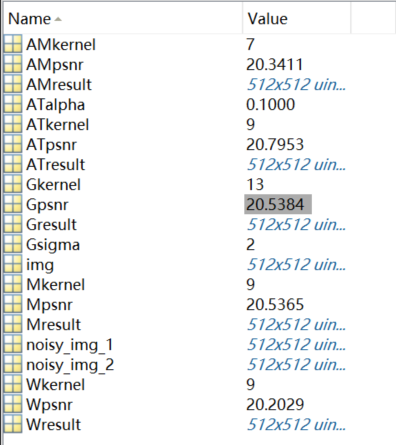 Name Value
AMkernel 7
AMpsnr 20.3411
AMresult 512x512 uin...
ATalpha 0.1000
ATkernel 9
ATpsnr 20.7953
ATresult 512x512 uin...
Gkernel 13
Gpsnr 20.5384
Gresult 512x512 uin...
Gsigma 2
img 512x512 uin...
Mkernel 9
Mpsnr 20.5365
Mresult 512x512 uin...
noisy_img_1 512x512 uin...
noisy_img_2 512x512 uin...
Wkernel 9
Wpsnr 20.2029
Wresult 512x512 uin...